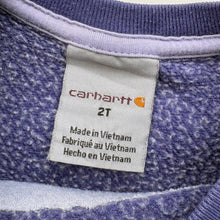 carhartt
2T
Made in Vietnam
Fabriqué au Vietnam
Hecho en Vietnam